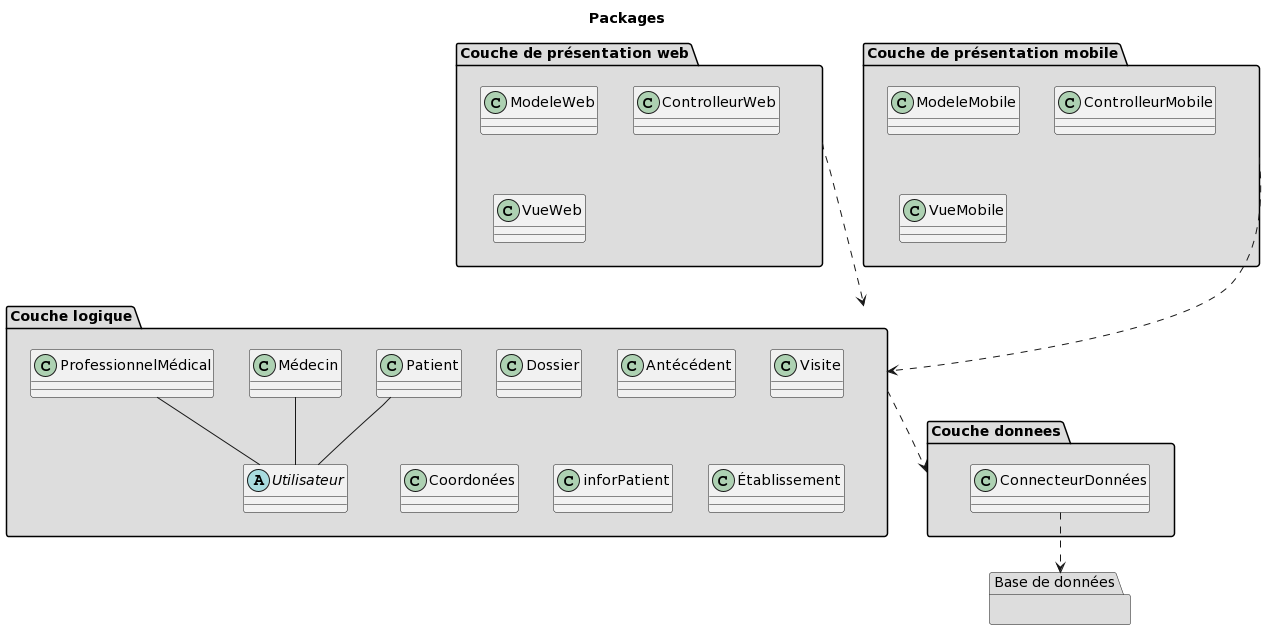 Packages
Couche de présentation web
C ModeleWeb
C ControlleurWeb
C VueWeb
Couche de présentation mobile
C ModeleMobile
C ControlleurMobile
C VueMobile
Couche logique
C ProfessionnelMédical
C Médecin
C Patient
C Dossier
C Antécédent
C Visite
A Utilisateur
C Coordonées
C inforPatient
C Établissement
Couche donnees
C ConnecteurDonnées
Base de données